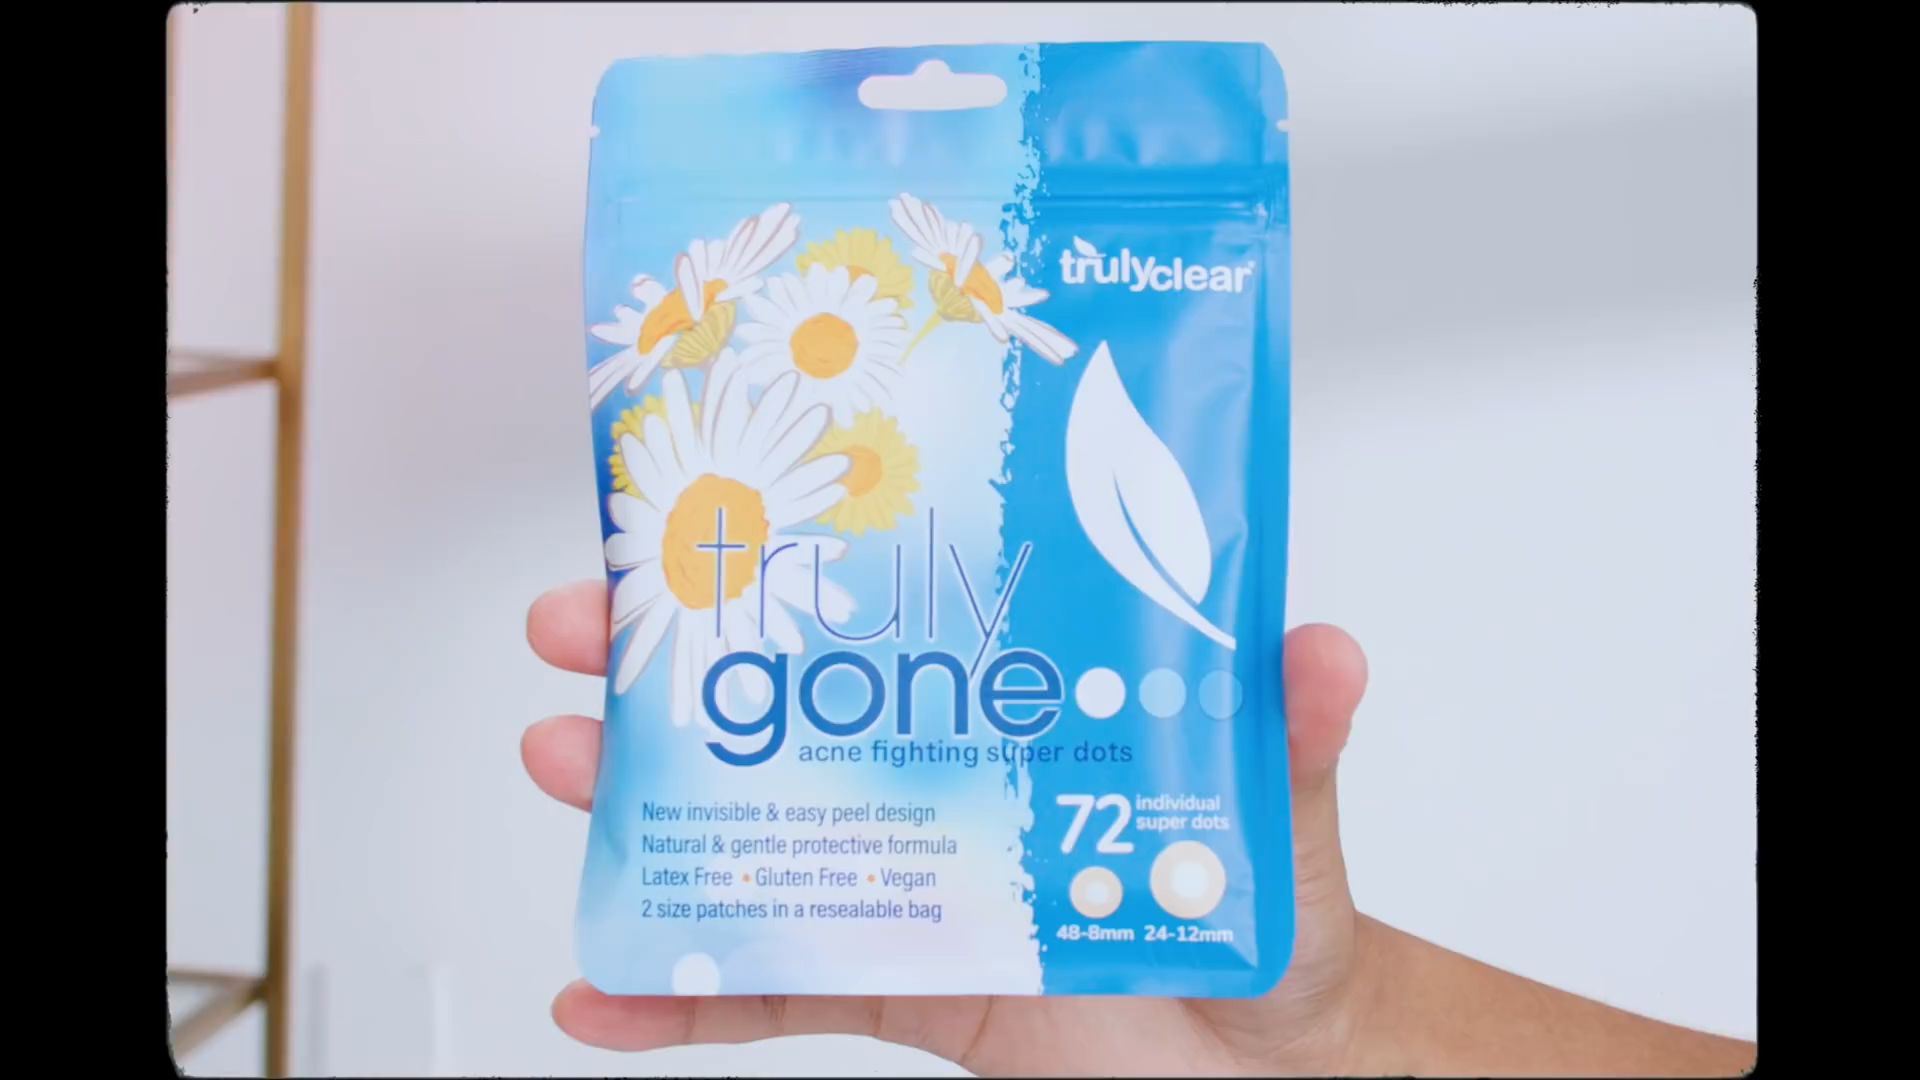 trulyclear®
truly
gone
acne fighting super dots
New invisible & easy peel design
Natural & gentle protective formula
Latex Free • Gluten Free • Vegan
2 size patches in a resealable bag
72 individual
super dots
48-8mm 24-12mm